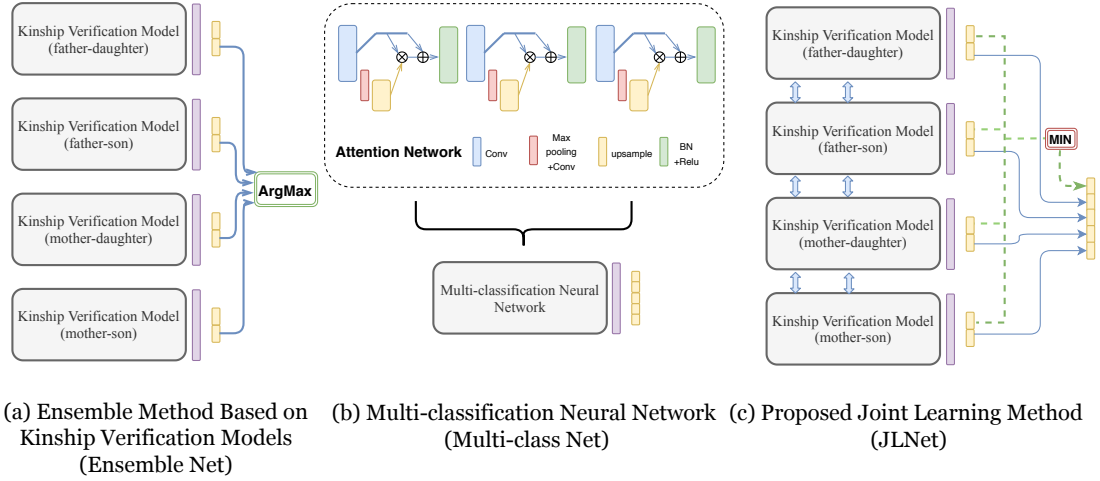 Kinship Verification Model
(father-daughter)
Kinship Verification Model
(father-son)
Kinship Verification Model
(mother-daughter)
Kinship Verification Model
(mother-son)
ArgMax
Attention Network
Conv
Max
pooling
+Conv
upsample
BN
+Relu
Multi-classification Neural
Network
Kinship Verification Model
(father-daughter)
Kinship Verification Model
(father-son)
Kinship Verification Model
(mother-daughter)
Kinship Verification Model
(mother-son)
MIN
(a) Ensemble Method Based on
Kinship Verification Models
(Ensemble Net)
(b) Multi-classification Neural Network
(Multi-class Net)
(c) Proposed Joint Learning Method
(JLNet)